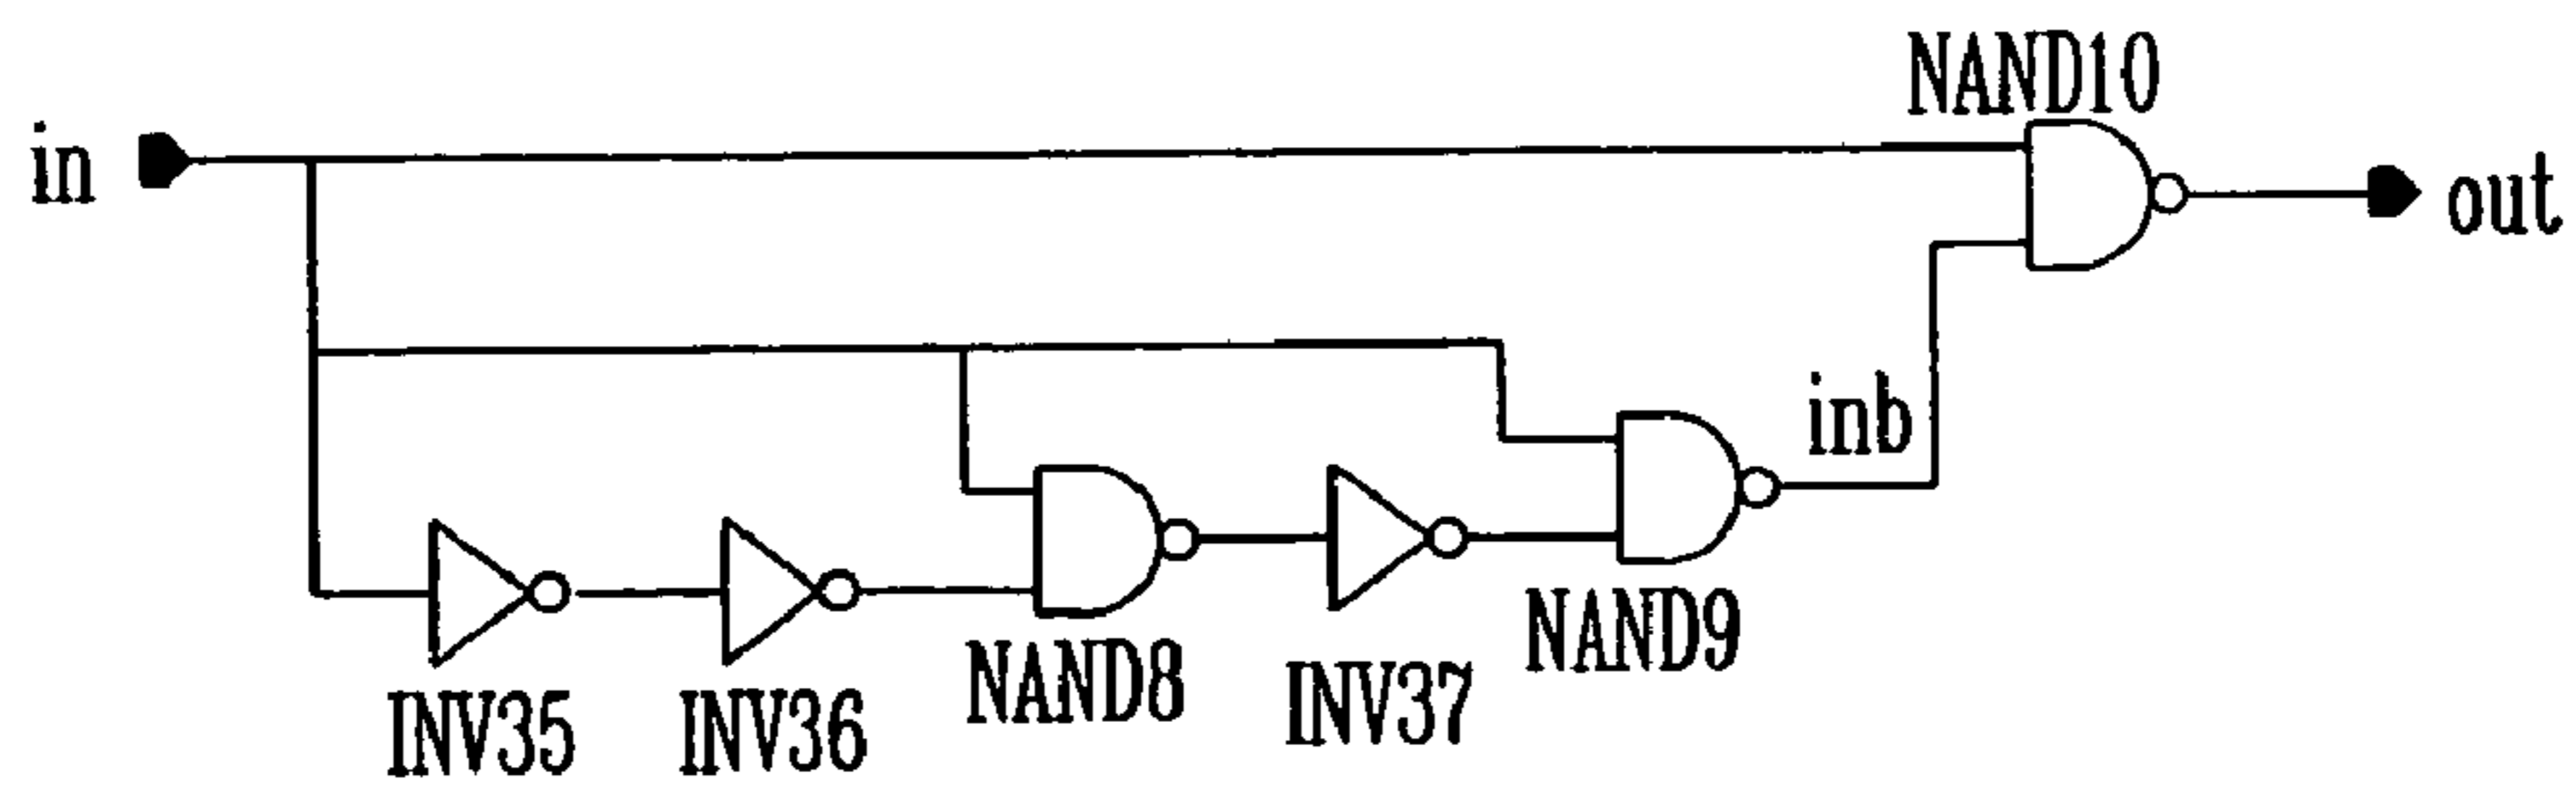 NAND10
in
out
inb
NAND9
NAND8
INV37
INV35
INV36